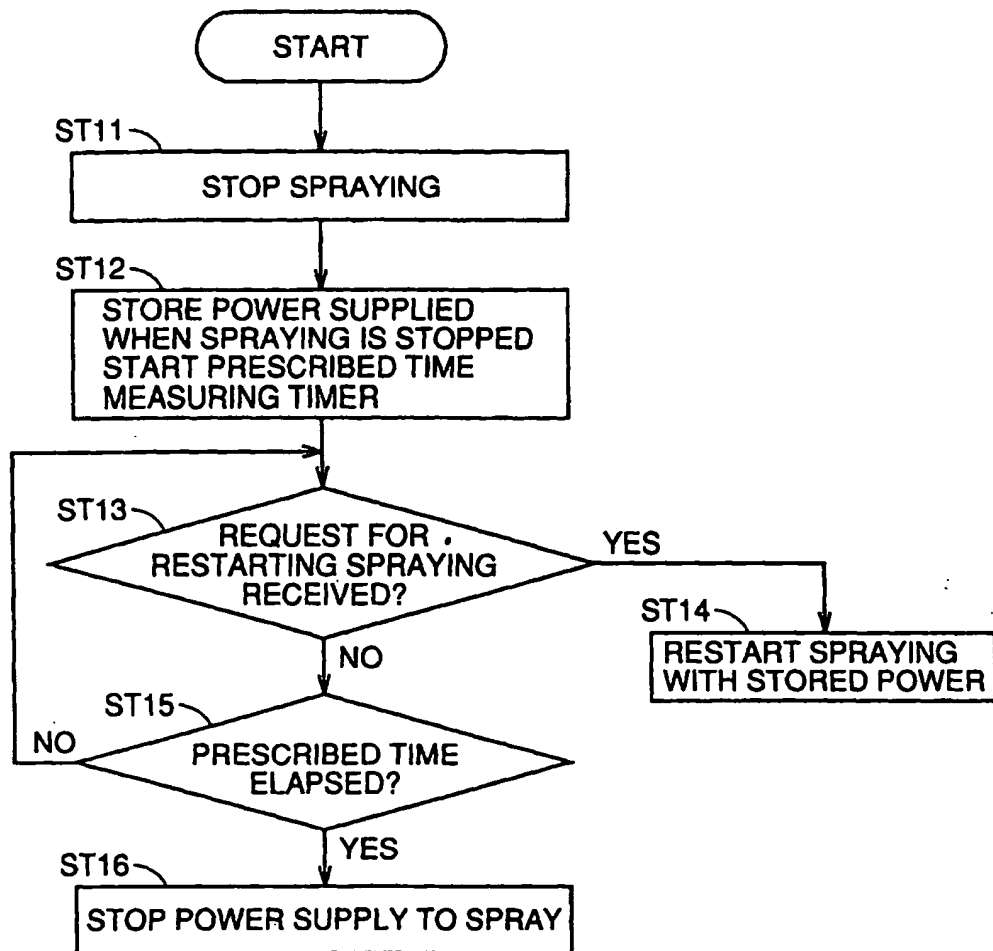 START
ST11
STOP SPRAYING
ST12
STORE POWER SUPPLIED
WHEN SPRAYING IS STOPPED
START PRESCRIBED TIME
MEASURING TIMER
ST13
REQUEST FOR
RESTARTING SPRAYING
RECEIVED?
YES
ST14
RESTART SPRAYING
WITH STORED POWER
NO
ST15
NO
PRESCRIBED TIME
ELAPSED?
YES
ST16
STOP POWER SUPPLY TO SPRAY